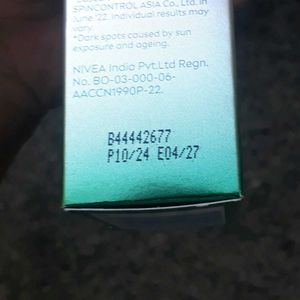 SPINCONTROL ASIA Co., Ltd. in
June '22. Individual results may
vary.
*Dark spots caused by sun
exposure and ageing.
NIVEA India Pvt.Ltd Regn.
No. BO-03-000-06-
AACCN1990P-22.
B44442677
P10/24 E04/27